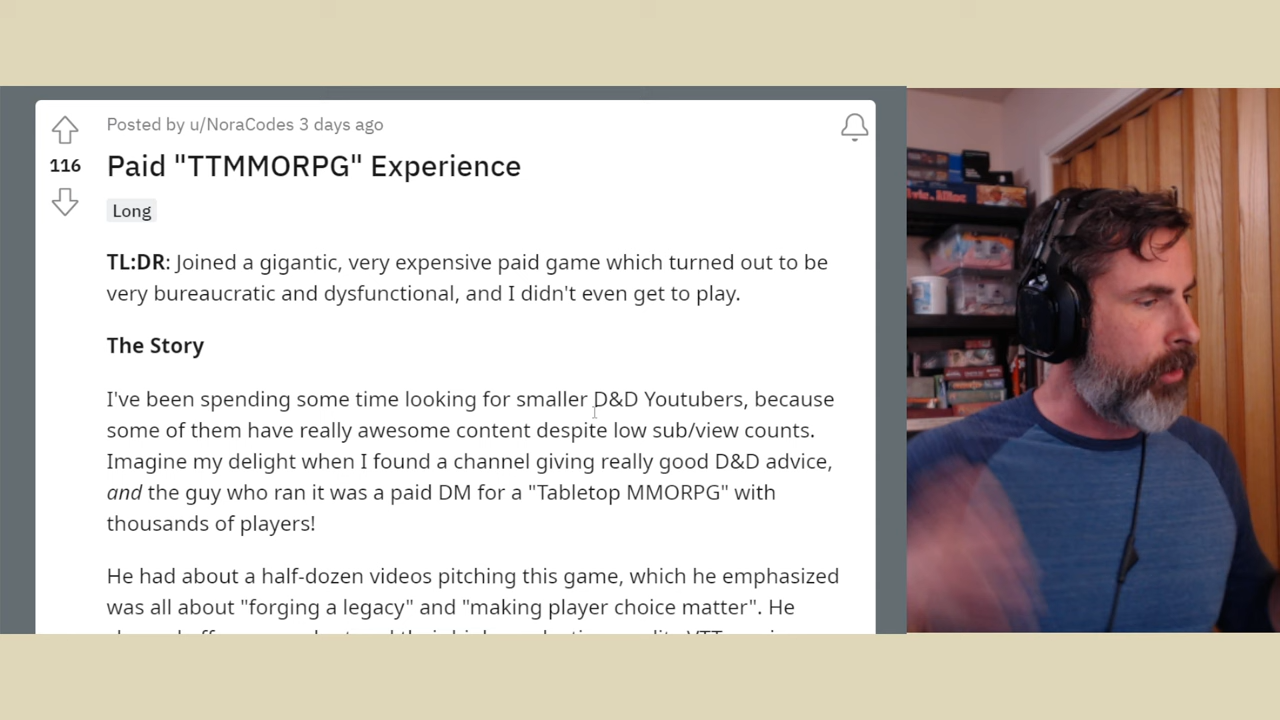 Posted by u/NoraCodes 3 days ago
116
Paid "TTMMORPG" Experience
Long
TL:DR: Joined a gigantic, very expensive paid game which turned out to be
very bureaucratic and dysfunctional, and I didn't even get to play.
The Story
I've been spending some time looking for smaller D&D Youtubers, because
some of them have really awesome content despite low sub/view counts.
Imagine my delight when I found a channel giving really good D&D advice,
and the guy who ran it was a paid DM for a "Tabletop MMORPG" with
thousands of players!
He had about a half-dozen videos pitching this game, which he emphasized
was all about "forging a legacy" and "making player choice matter". He